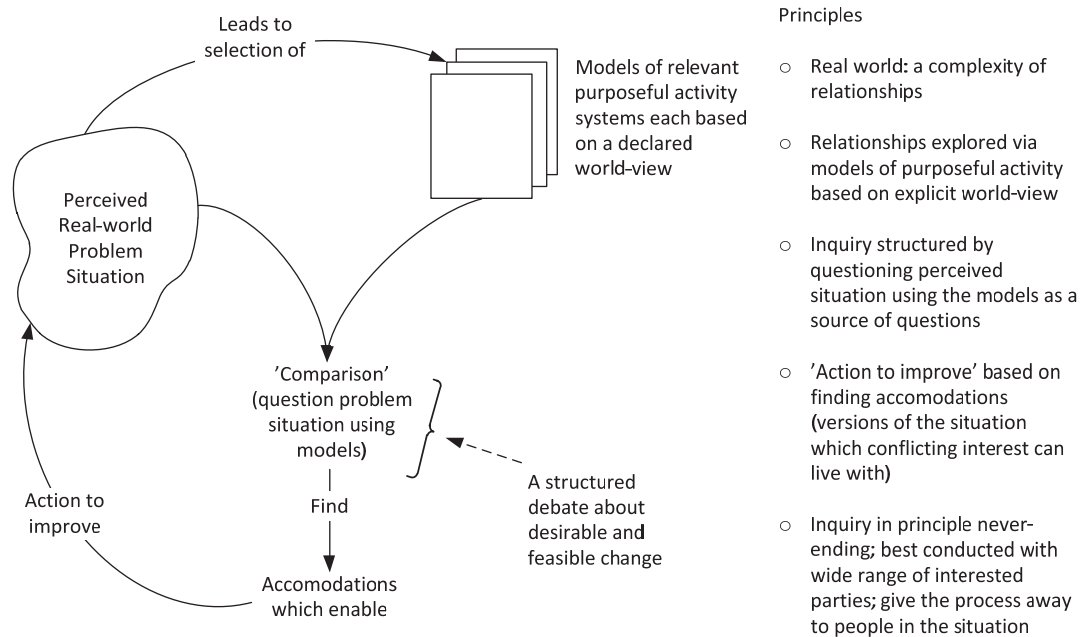 Leads to
selection of
Models of relevant
purposeful activity
systems each based
on a declared
world-view
Perceived
Real-world
Problem
Situation
'Comparison'
(question problem
situation using
models)
A structured
debate about
desirable and
feasible change
Find
Accomodations
which enable
Action to
improve
Principles
○ Real world: a complexity of
relationships
○ Relationships explored via
models of purposeful activity
based on explicit world-view
○ Inquiry structured by
questioning perceived
situation using the models as a
source of questions
○ 'Action to improve' based on
finding accomodations
(versions of the situation
which conflicting interest can
live with)
○ Inquiry in principle never-
ending; best conducted with
wide range of interested
parties; give the process away
to people in the situation